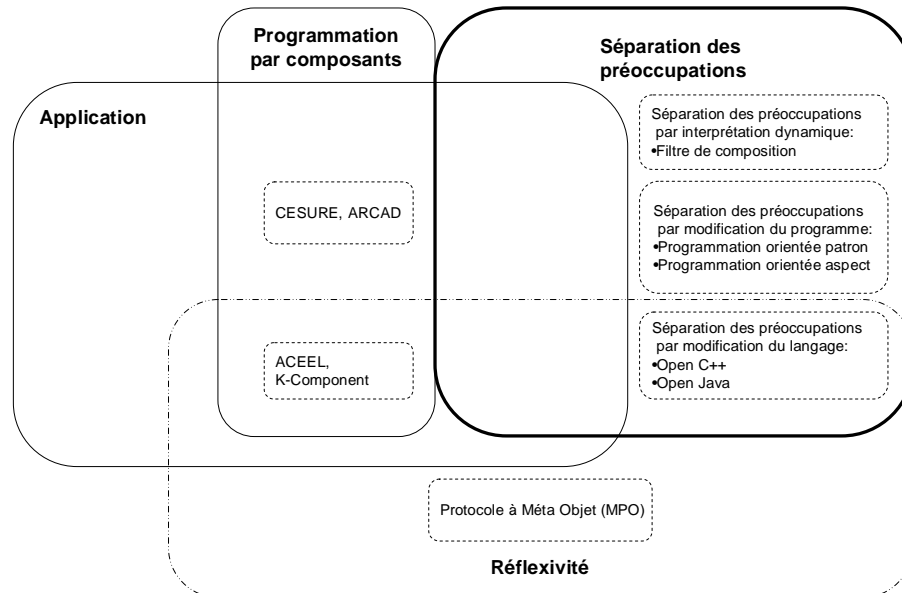 Programmation
par composants
Séparation des
préoccupations
Application
Séparation des préoccupations
par interprétation dynamique:
•Filtre de composition
CESURE, ARCAD
Séparation des préoccupations
par modification du programme:
•Programmation orientée patron
•Programmation orientée aspect
ACEEL,
K-Component
Séparation des préoccupations
par modification du langage:
•Open C++
•Open Java
Protocole à Méta Objet (MPO)
Réflexivité